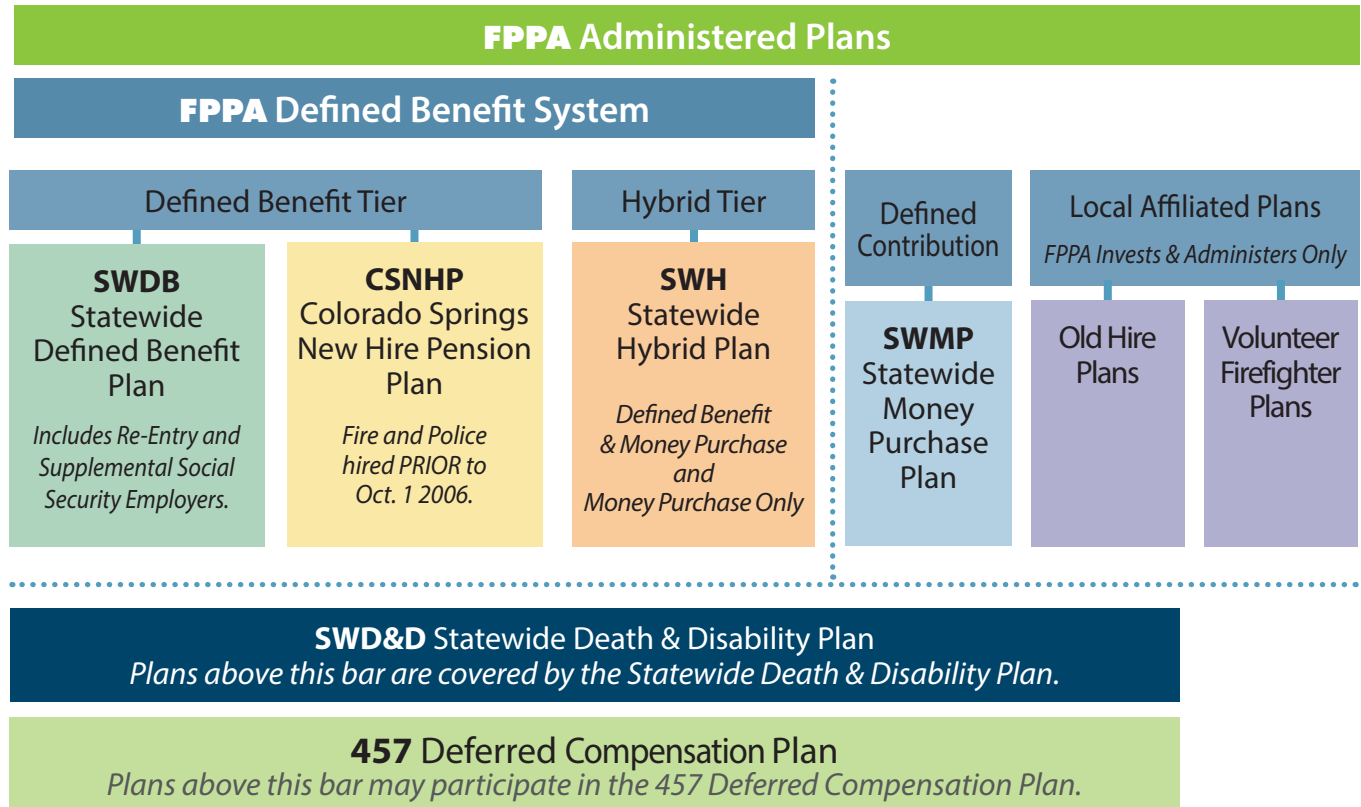 FPPA Administered Plans
FPPA Defined Benefit System
Defined Benefit Tier
SWDB
Statewide
Defined Benefit
Plan
Includes Re-Entry and
Supplemental Social
Security Employers.
CSNHP
Colorado Springs
New Hire Pension
Plan
Fire and Police
hired PRIOR to
Oct. 1 2006.
Hybrid Tier
SWH
Statewide
Hybrid Plan
Defined Benefit
& Money Purchase
and
Money Purchase Only
Defined
Contribution
SWMP
Statewide
Money
Purchase
Plan
Local Affiliated Plans
FPPA Invests & Administers Only
Old Hire
Plans
Volunteer
Firefighter
Plans
SWD&D Statewide Death & Disability Plan
Plans above this bar are covered by the Statewide Death & Disability Plan.
457 Deferred Compensation Plan
Plans above this bar may participate in the 457 Deferred Compensation Plan.